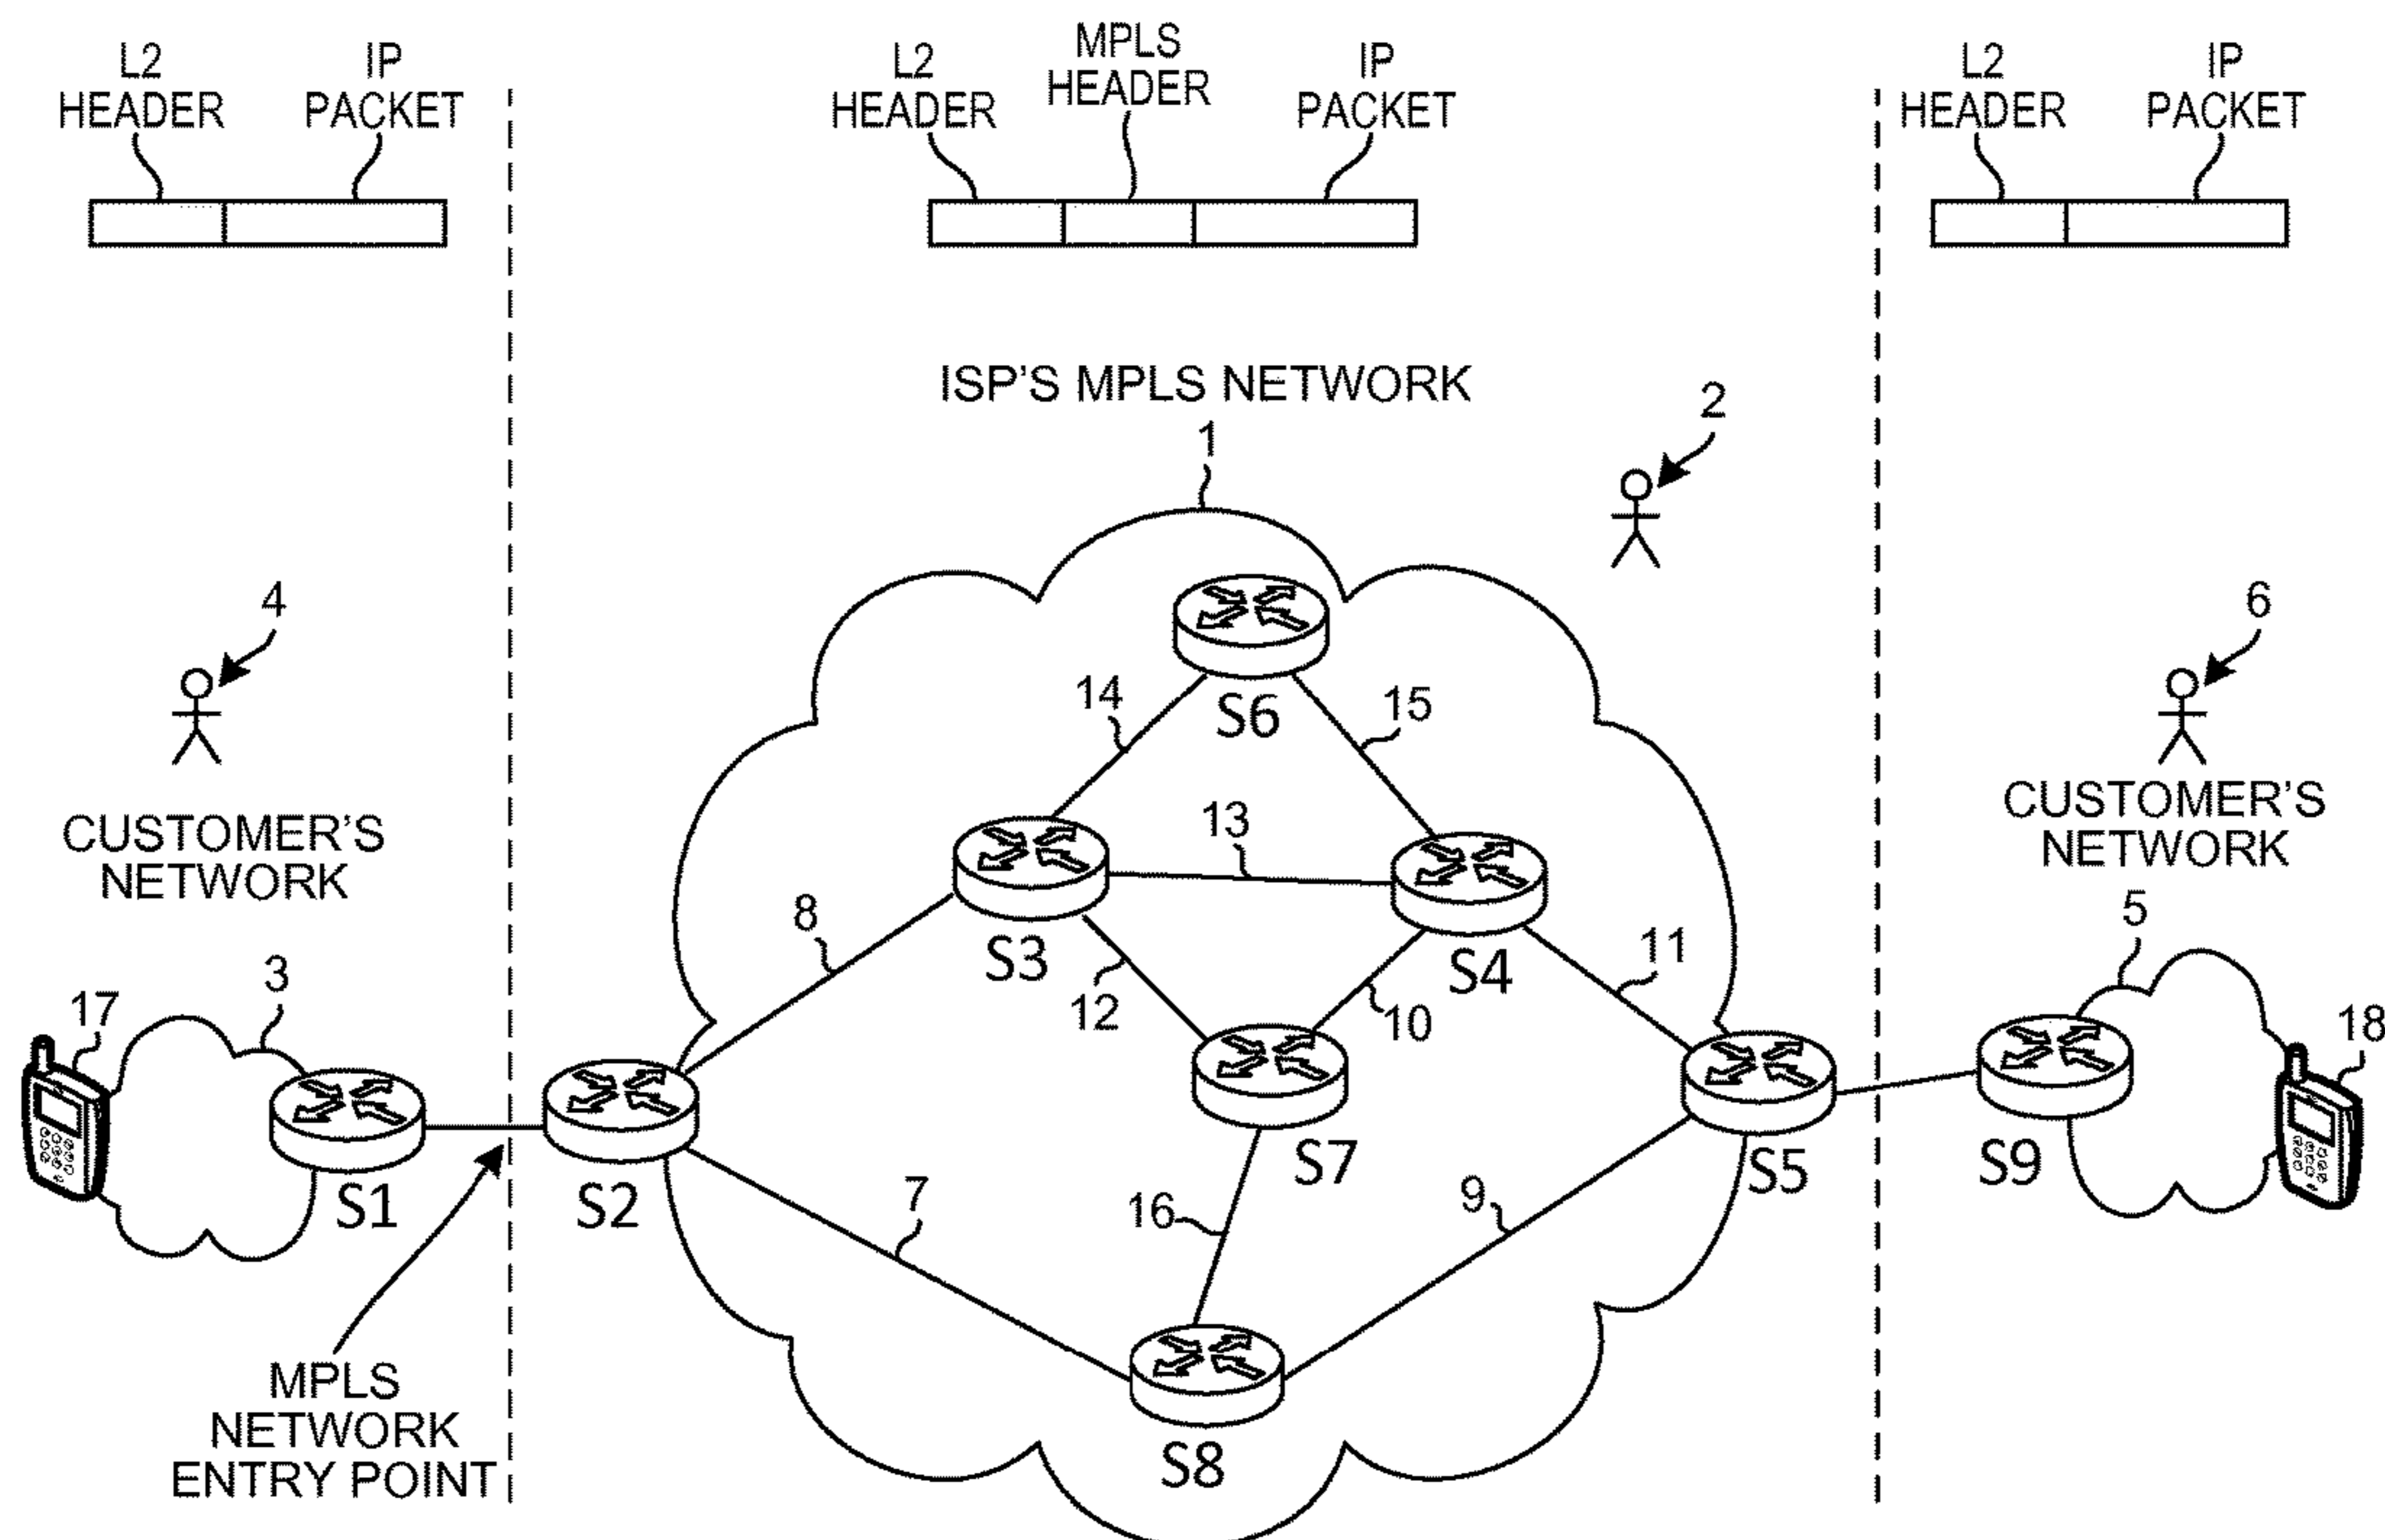 L2
HEADER
IP
PACKET
L2
HEADER
MPLS
HEADER
IP
PACKET
L2
HEADER
IP
PACKET
ISP'S MPLS NETWORK
1
2
4
6
CUSTOMER'S
NETWORK
CUSTOMER'S
NETWORK
S6
14
15
13
S3
S4
8
12
10
11
3
17
5
18
S1
S2
S7
S5
S9
7
16
9
S8
MPLS
NETWORK
ENTRY POINT